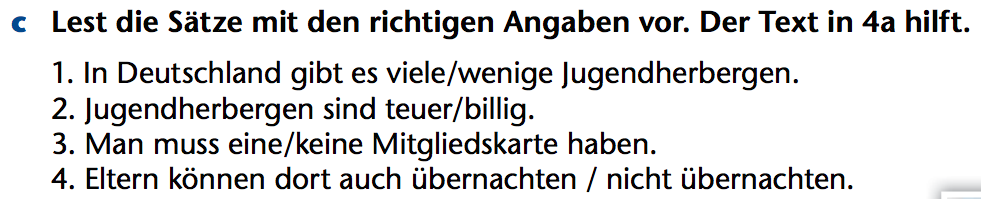 c Lest die Sätze mit den richtigen Angaben vor. Der Text in 4a hilft.
1. In Deutschland gibt es viele/wenige Jugendherbergen.
2. Jugendherbergen sind teuer/billig.
3. Man muss eine/keine Mitgliedskarte haben.
4. Eltern können dort auch übernachten / nicht übernachten.